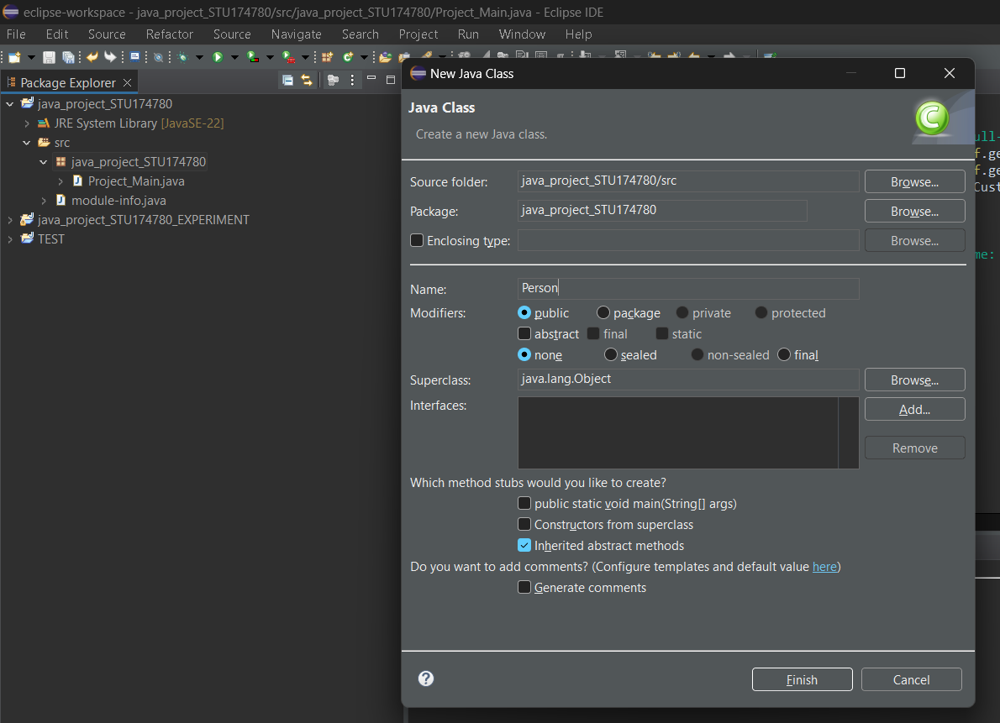 eclipse-workspace - java_project_STU174780/src/java_project_STU174780/Project_Main.java - Eclipse IDE
File Edit Source Refactor Source Navigate Search Project Run Window Help
Package Explorer
java_project_STU174780
JRE System Library [JavaSE-22]
src
java_project_STU174780
Project_Main.java
module-info.java
java_project_STU174780_EXPERIMENT
TEST
New Java Class
Java Class
Create a new Java class.
Source folder: java_project_STU174780/src Browse...
Package: java_project_STU174780 Browse...
Enclosing type: Browse...
Name: Person
Modifiers: public package private protected
abstract final static
none sealed non-sealed final
Superclass: java.lang.Object Browse...
Interfaces: Add...
Remove
Which method stubs would you like to create?
public static void main(String[] args)
Constructors from superclass
Inherited abstract methods
Do you want to add comments? (Configure templates and default value here)
Generate comments
Finish Cancel